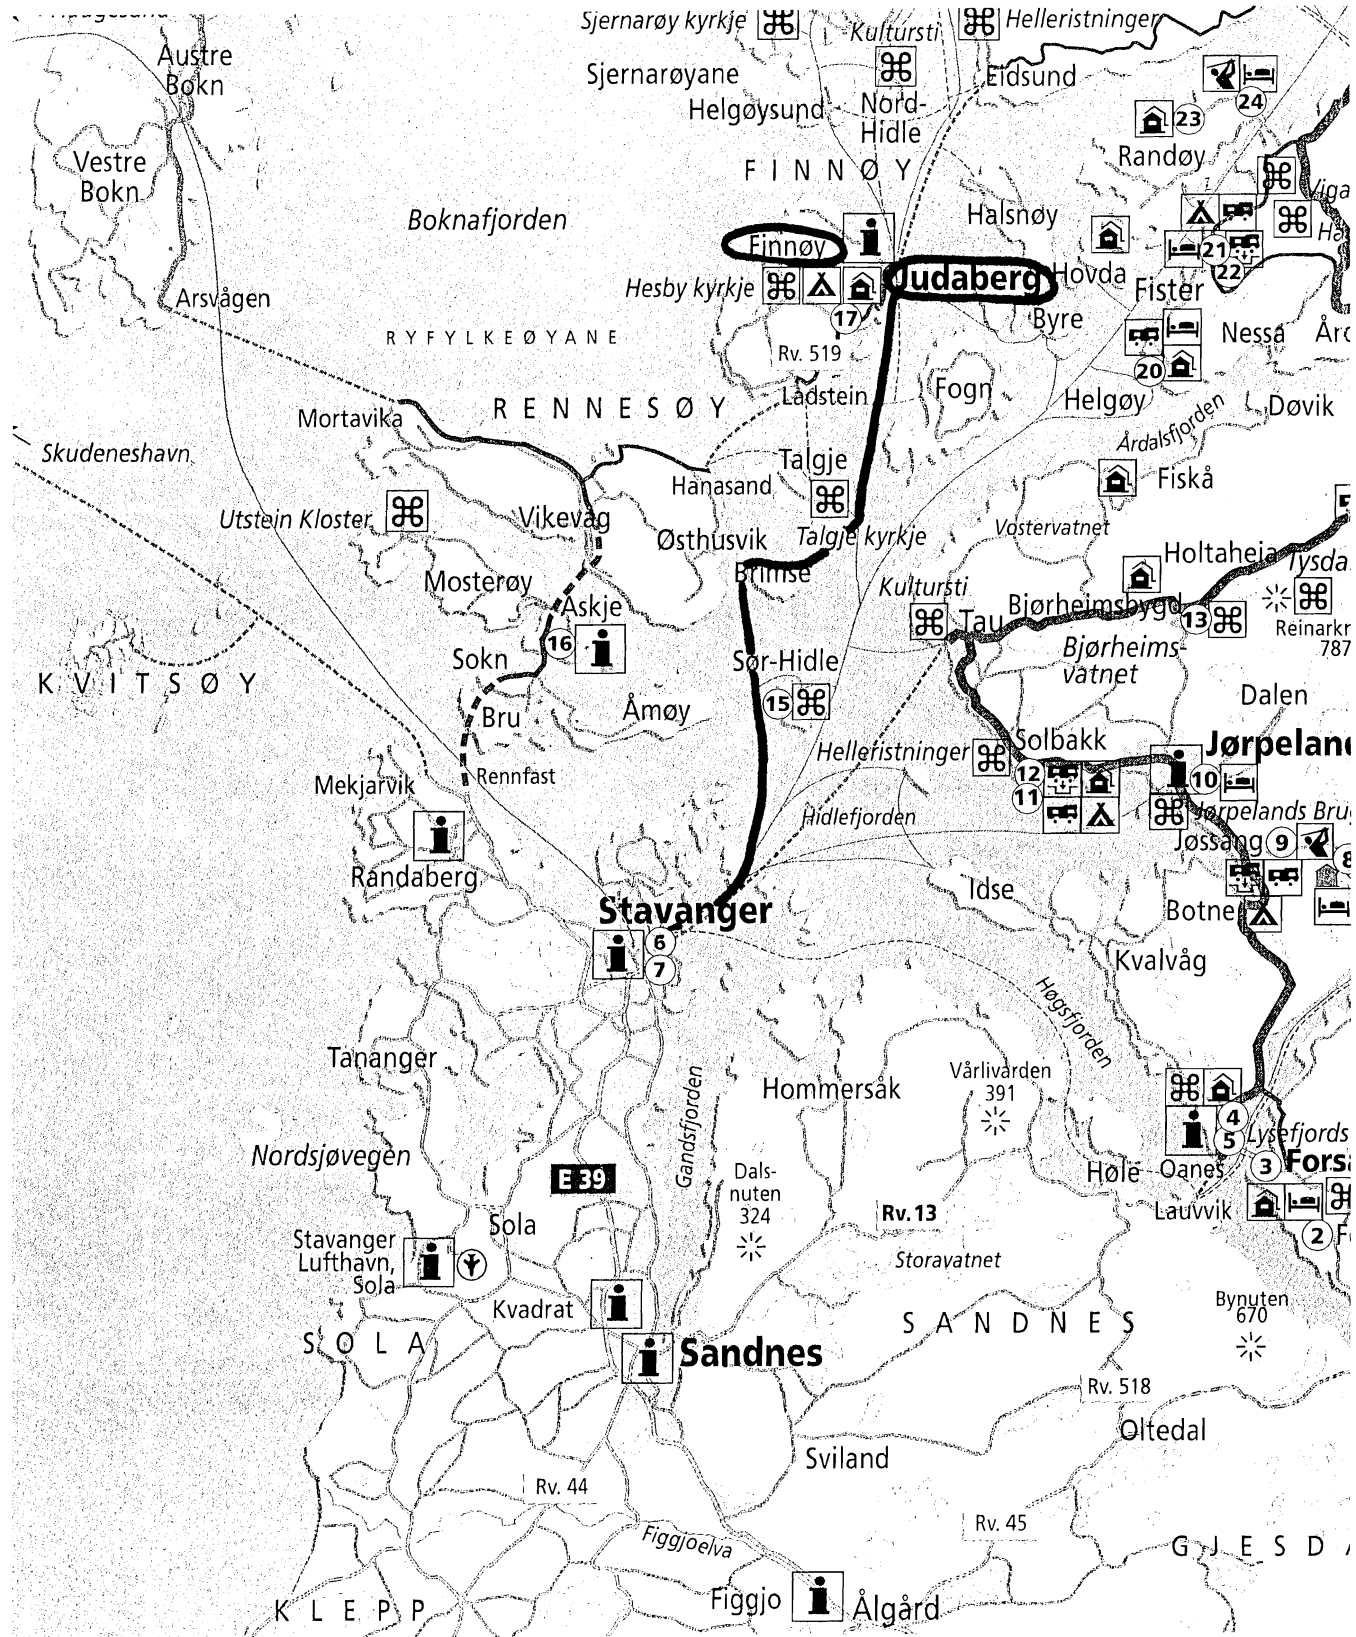 Sjernarøy kyrkje
Helleristninger
Kultursti
Austre
Bokn
Sjernarøyane
Eidsund
Helgøysund
Nord-
Hidle
24
23
Randøy
Vestre
Bokn
FINNØY
Boknafjorden
Halsnøy
Finnøy
21
22
Hesby kyrkje
Judaberg
Hovda
Fister
Arsvågen
17
Byre
Nessa
RYFYLKEØYANE
Rv. 519
20
Ladstein
Fogn
Helgøy
Døvik
Mortavika
RENNESØY
Årdalsfjorden
Skudeneshavn
Talgje
Hanasand
Fiskå
Utstein Kloster
Vikevåg
Vostervatnet
Østhusvik
Talgje kyrkje
Holtaheia
Brimse
Mosterøy
Kultursti
Askje
Bjørheimsbygd
13
Tau
Reinarkr
787
16
Bjørheims-
vatnet
Sokn
Sør-Hidle
KVITSØY
15
Dalen
Bru
Åmøy
Solbakk
Jørpeland
Helleristninger
12
10
11
Mekjarvik
Rennfast
Hidlefjorden
Jørpelands Brug
Jøssang
9
8
Randaberg
Idse
Stavanger
Botne
6
7
Kvalvåg
Høgsfjorden
Tananger
Vårlivarden
391
Hommersåk
Gandsfjorden
4
5
Lysefjords
Nordsjøvegen
E 39
Dals-
nuten
324
Høle
Oanes
3
Forsa
Lauvvik
Rv. 13
2
Sola
Stavanger
Lufthavn,
Sola
Storavatnet
Kvadrat
Bynuten
670
SANDNES
SOLA
Sandnes
Rv. 518
Oltedal
Sviland
Rv. 44
Rv. 45
Figgjoelva
GJESDA
Figgjo
Ålgård
KLEPP